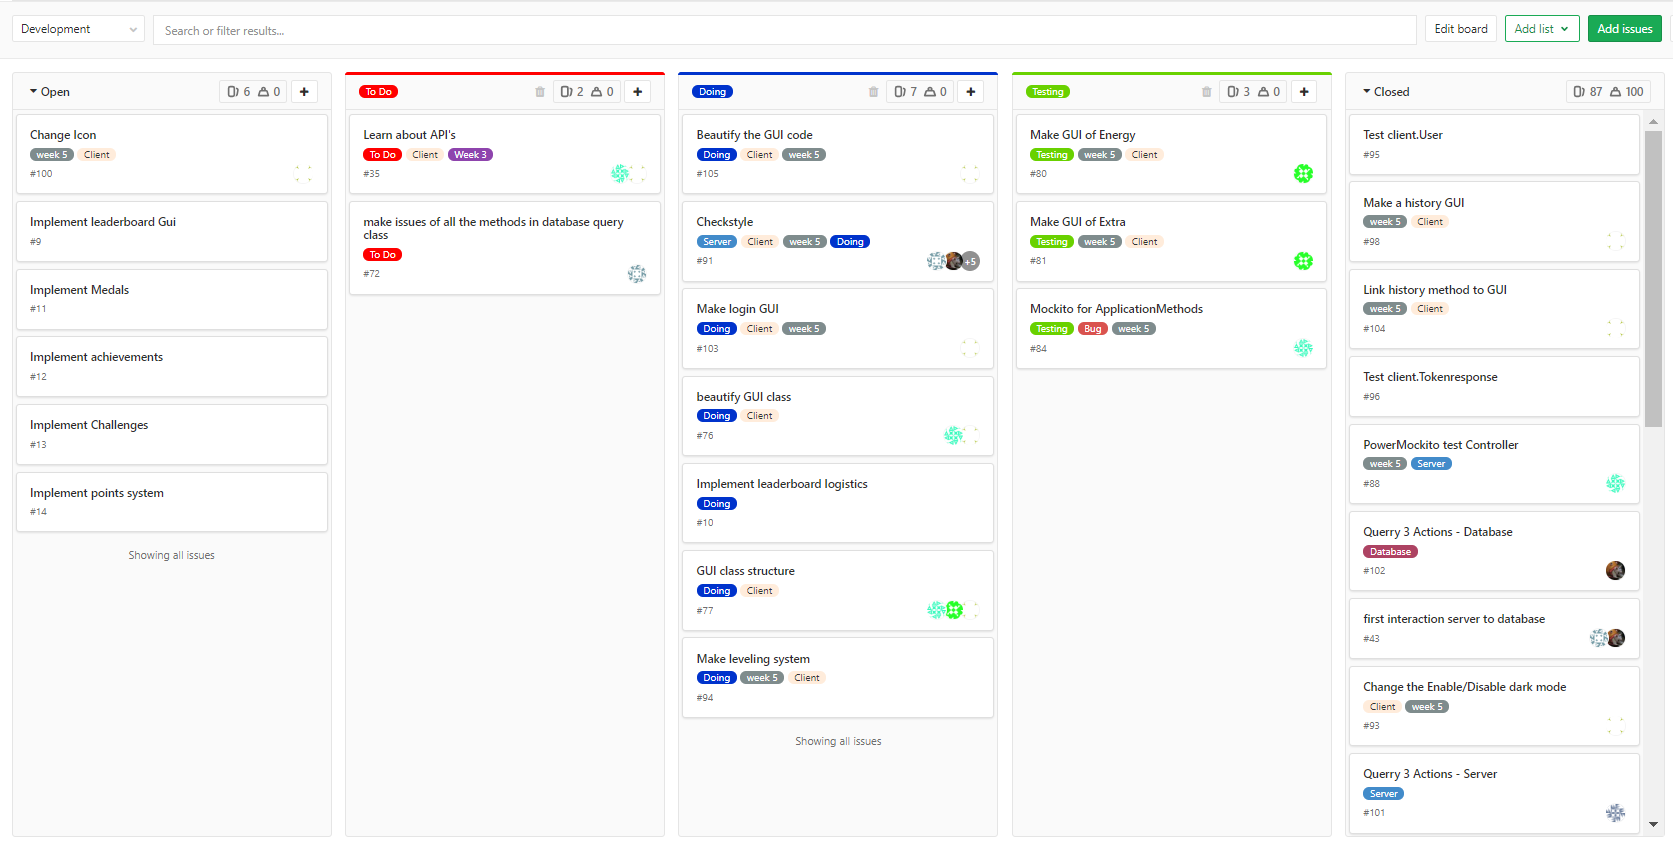 Development
Search or filter results...
Edit board
Add list
Add issues
Open
6 0
Change Icon
week 5 Client
#100
Implement leaderboard Gui
#9
Implement Medals
#11
Implement achievements
#12
Implement Challenges
#13
Implement points system
#14
Showing all issues
To Do
2 0
Learn about API's
To Do Client Week 3
#35
make issues of all the methods in database query
class
To Do
#72
Doing
7 0
Beautify the GUI code
Doing Client week 5
#105
Checkstyle
Server Client week 5 Doing
#91
+5
Make login GUI
Doing Client week 5
#103
beautify GUI class
Doing Client
#76
Implement leaderboard logistics
Doing
#10
GUI class structure
Doing Client
#77
Make leveling system
Doing week 5 Client
#94
Showing all issues
Testing
3 0
Make GUI of Energy
Testing week 5 Client
#80
Make GUI of Extra
Testing week 5 Client
#81
Mockito for ApplicationMethods
Testing Bug week 5
#84
Closed
87 100
Test client.User
#95
Make a history GUI
week 5 Client
#98
Link history method to GUI
week 5 Client
#104
Test client.Tokenresponse
#96
PowerMockito test Controller
week 5 Server
#88
Querry 3 Actions - Database
Database
#102
first interaction server to database
#43
Change the Enable/Disable dark mode
Client week 5
#93
Querry 3 Actions - Server
Server
#101